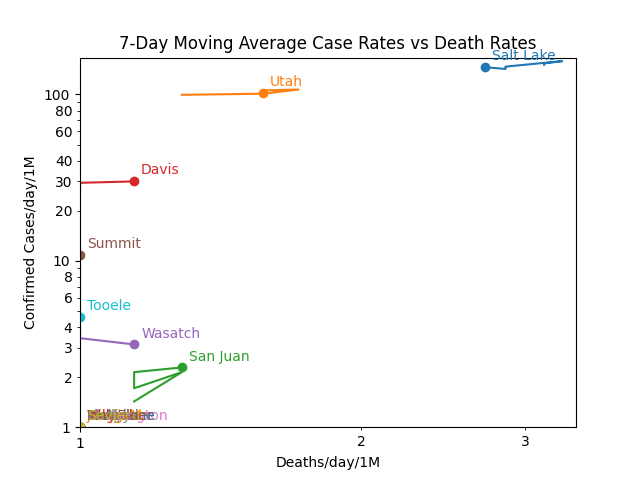 7-Day Moving Average Case Rates vs Death Rates
Salt Lake
Utah
100
80
60
40
30
20
10
8
6
4
3
2
1
Davis
Summit
Tooele
Wasatch
San Juan
Confirmed Cases/day/1M
1
2
3
Deaths/day/1M